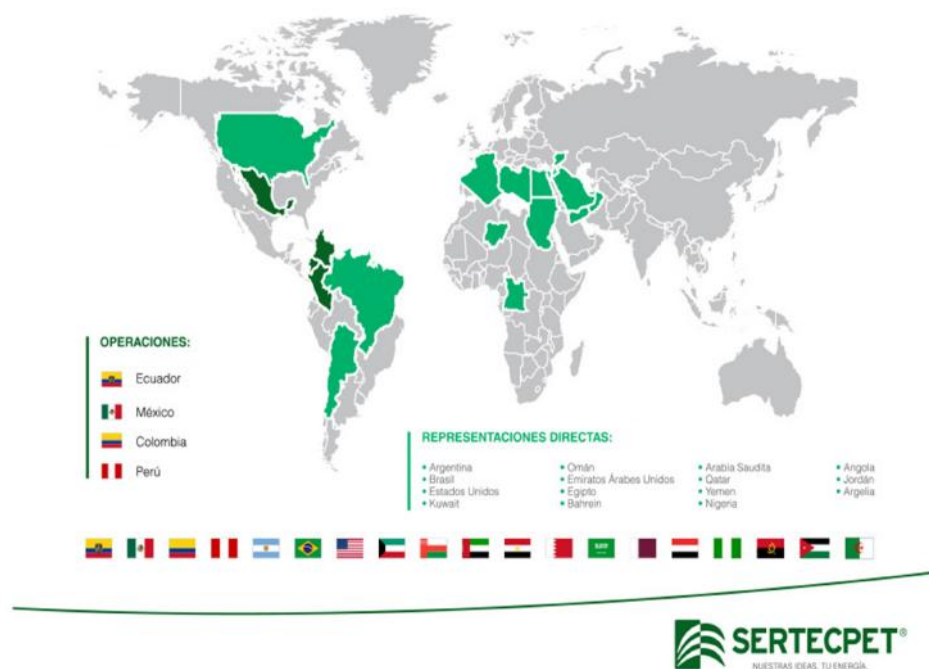 OPERACIONES:
Ecuador
México
Colombia
Perú
REPRESENTACIONES DIRECTAS:
• Argentina
• Brasil
• Estados Unidos
• Kuwait
• Omán
• Emiratos Árabes Unidos
• Egipto
• Bahrein
• Arabia Saudita
• Qatar
• Yemen
• Nigeria
• Angola
• Jordán
• Argelia
SERTECPET®
NUESTRAS IDEAS, TU ENERGÍA.